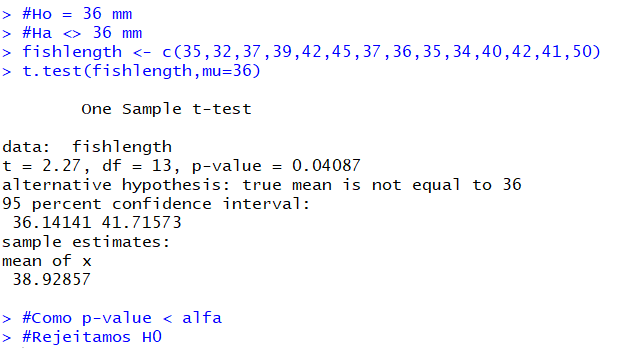 > #Ho = 36 mm
> #Ha <> 36 mm
> fishlength <- c(35,32,37,39,42,45,37,36,35,34,40,42,41,50)
> t.test(fishlength,mu=36)
One Sample t-test
data:  fishlength
t = 2.27, df = 13, p-value = 0.04087
alternative hypothesis: true mean is not equal to 36
95 percent confidence interval:
36.14141 41.71573
sample estimates:
mean of x
38.92857
> #Como p-value < alfa
> #Rejeitamos H0